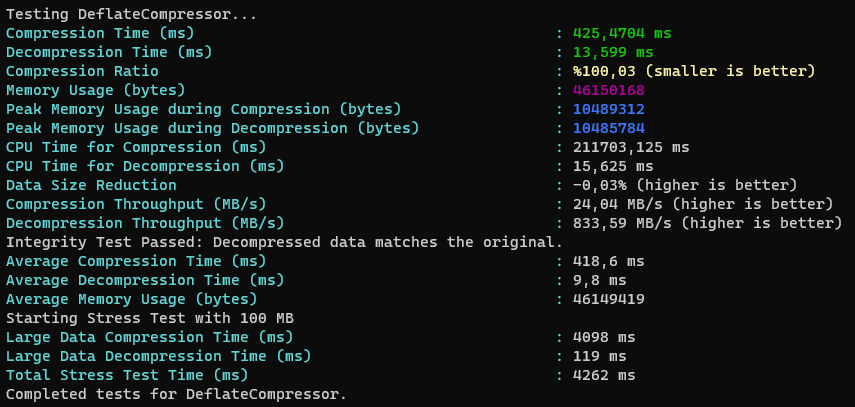 Testing DeflateCompressor...
Compression Time (ms) : 425,4704 ms
Decompression Time (ms) : 13,599 ms
Compression Ratio : %100,03 (smaller is better)
Memory Usage (bytes) : 46150168
Peak Memory Usage during Compression (bytes) : 10489312
Peak Memory Usage during Decompression (bytes) : 10485784
CPU Time for Compression (ms) : 211703,125 ms
CPU Time for Decompression (ms) : 15,625 ms
Data Size Reduction : -0,03% (higher is better)
Compression Throughput (MB/s) : 24,04 MB/s (higher is better)
Decompression Throughput (MB/s) : 833,59 MB/s (higher is better)
Integrity Test Passed: Decompressed data matches the original.
Average Compression Time (ms) : 418,6 ms
Average Decompression Time (ms) : 9,8 ms
Average Memory Usage (bytes) : 46149419
Starting Stress Test with 100 MB
Large Data Compression Time (ms) : 4098 ms
Large Data Decompression Time (ms) : 119 ms
Total Stress Test Time (ms) : 4262 ms
Completed tests for DeflateCompressor.